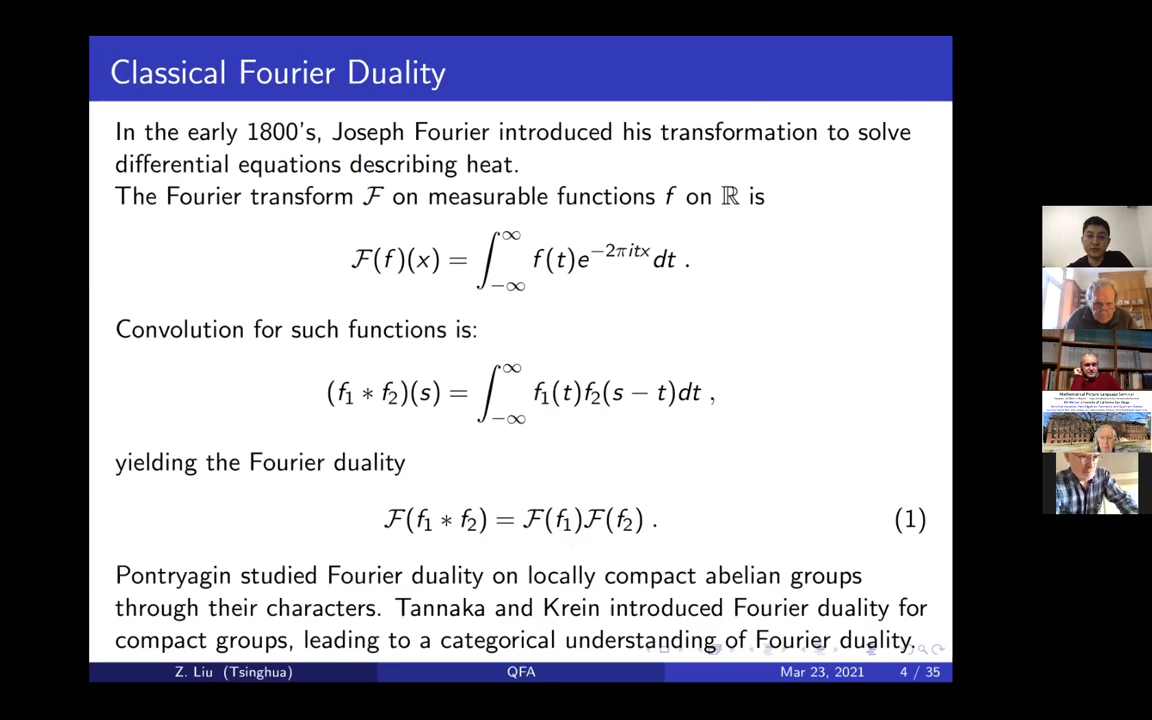 Classical Fourier Duality
In the early 1800's, Joseph Fourier introduced his transformation to solve
differential equations describing heat.
The Fourier transform ℱ on measurable functions f on ℝ is
ℱ(f)(x) = ∫_{-∞}^{∞} f(t)e^{-2πitx} dt .
Convolution for such functions is:
(f₁ * f₂)(s) = ∫_{-∞}^{∞} f₁(t)f₂(s − t)dt ,
yielding the Fourier duality
ℱ(f₁ * f₂) = ℱ(f₁)ℱ(f₂) . (1)
Pontryagin studied Fourier duality on locally compact abelian groups
through their characters. Tannaka and Krein introduced Fourier duality for
compact groups, leading to a categorical understanding of Fourier duality.
Z. Liu (Tsinghua) QFA Mar 23, 2021 4 / 35
Mathematical Picture Language Seminar